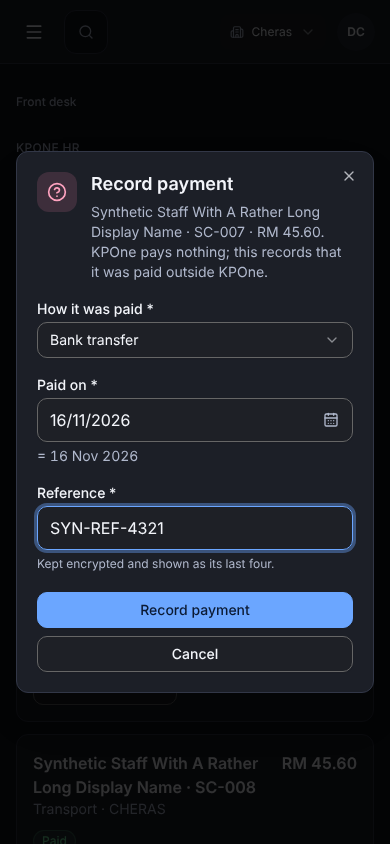 Cheras
DC
Front desk
KPONE HR
Record payment
Synthetic Staff With A Rather Long
Display Name · SC-007 · RM 45.60.
KPOne pays nothing; this records that
it was paid outside KPOne.
How it was paid *
Bank transfer
Paid on *
16/11/2026
= 16 Nov 2026
Reference *
SYN-REF-4321
Kept encrypted and shown as its last four.
Record payment
Cancel
Synthetic Staff With A Rather RM 45.60
Long Display Name · SC-008
Transport · CHERAS
Paid